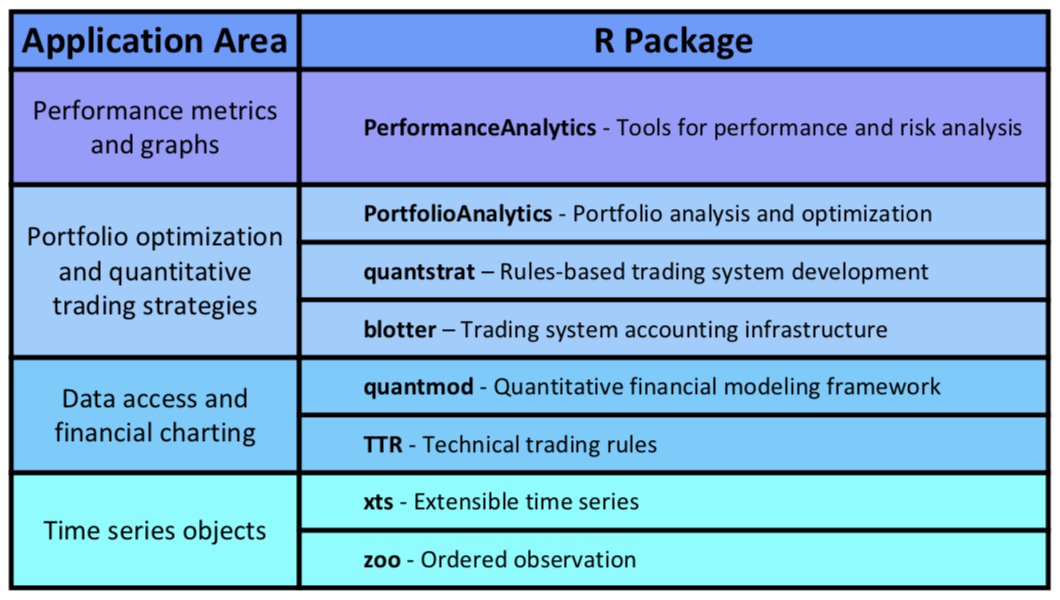 Application Area
R Package
Performance metrics
and graphs
PerformanceAnalytics - Tools for performance and risk analysis
Portfolio optimization
and quantitative
trading strategies
PortfolioAnalytics - Portfolio analysis and optimization
quantstrat – Rules-based trading system development
blotter – Trading system accounting infrastructure
Data access and
financial charting
quantmod - Quantitative financial modeling framework
TTR - Technical trading rules
Time series objects
xts - Extensible time series
zoo - Ordered observation